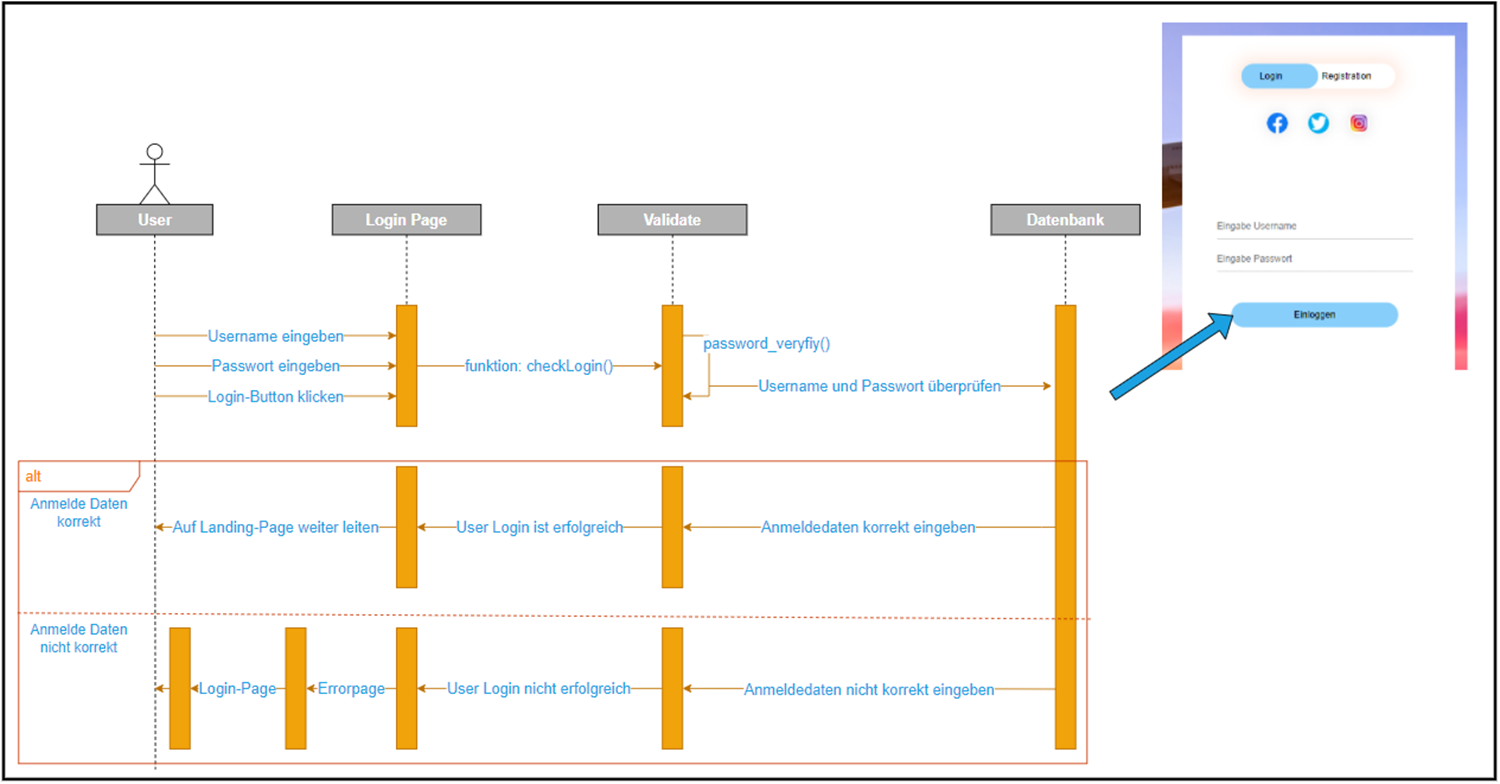 Login
Registration
Eingabe Username
Eingabe Passwort
Einloggen
User
Login Page
Validate
Datenbank
Username eingeben
Passwort eingeben
Login-Button klicken
funktion: checkLogin()
password_veryfiy()
Username und Passwort überprüfen
alt
Anmelde Daten
korrekt
Auf Landing-Page weiter leiten
User Login ist erfolgreich
Anmeldedaten korrekt eingeben
Anmelde Daten
nicht korrekt
Login-Page
Errorpage
User Login nicht erfolgreich
Anmeldedaten nicht korrekt eingeben